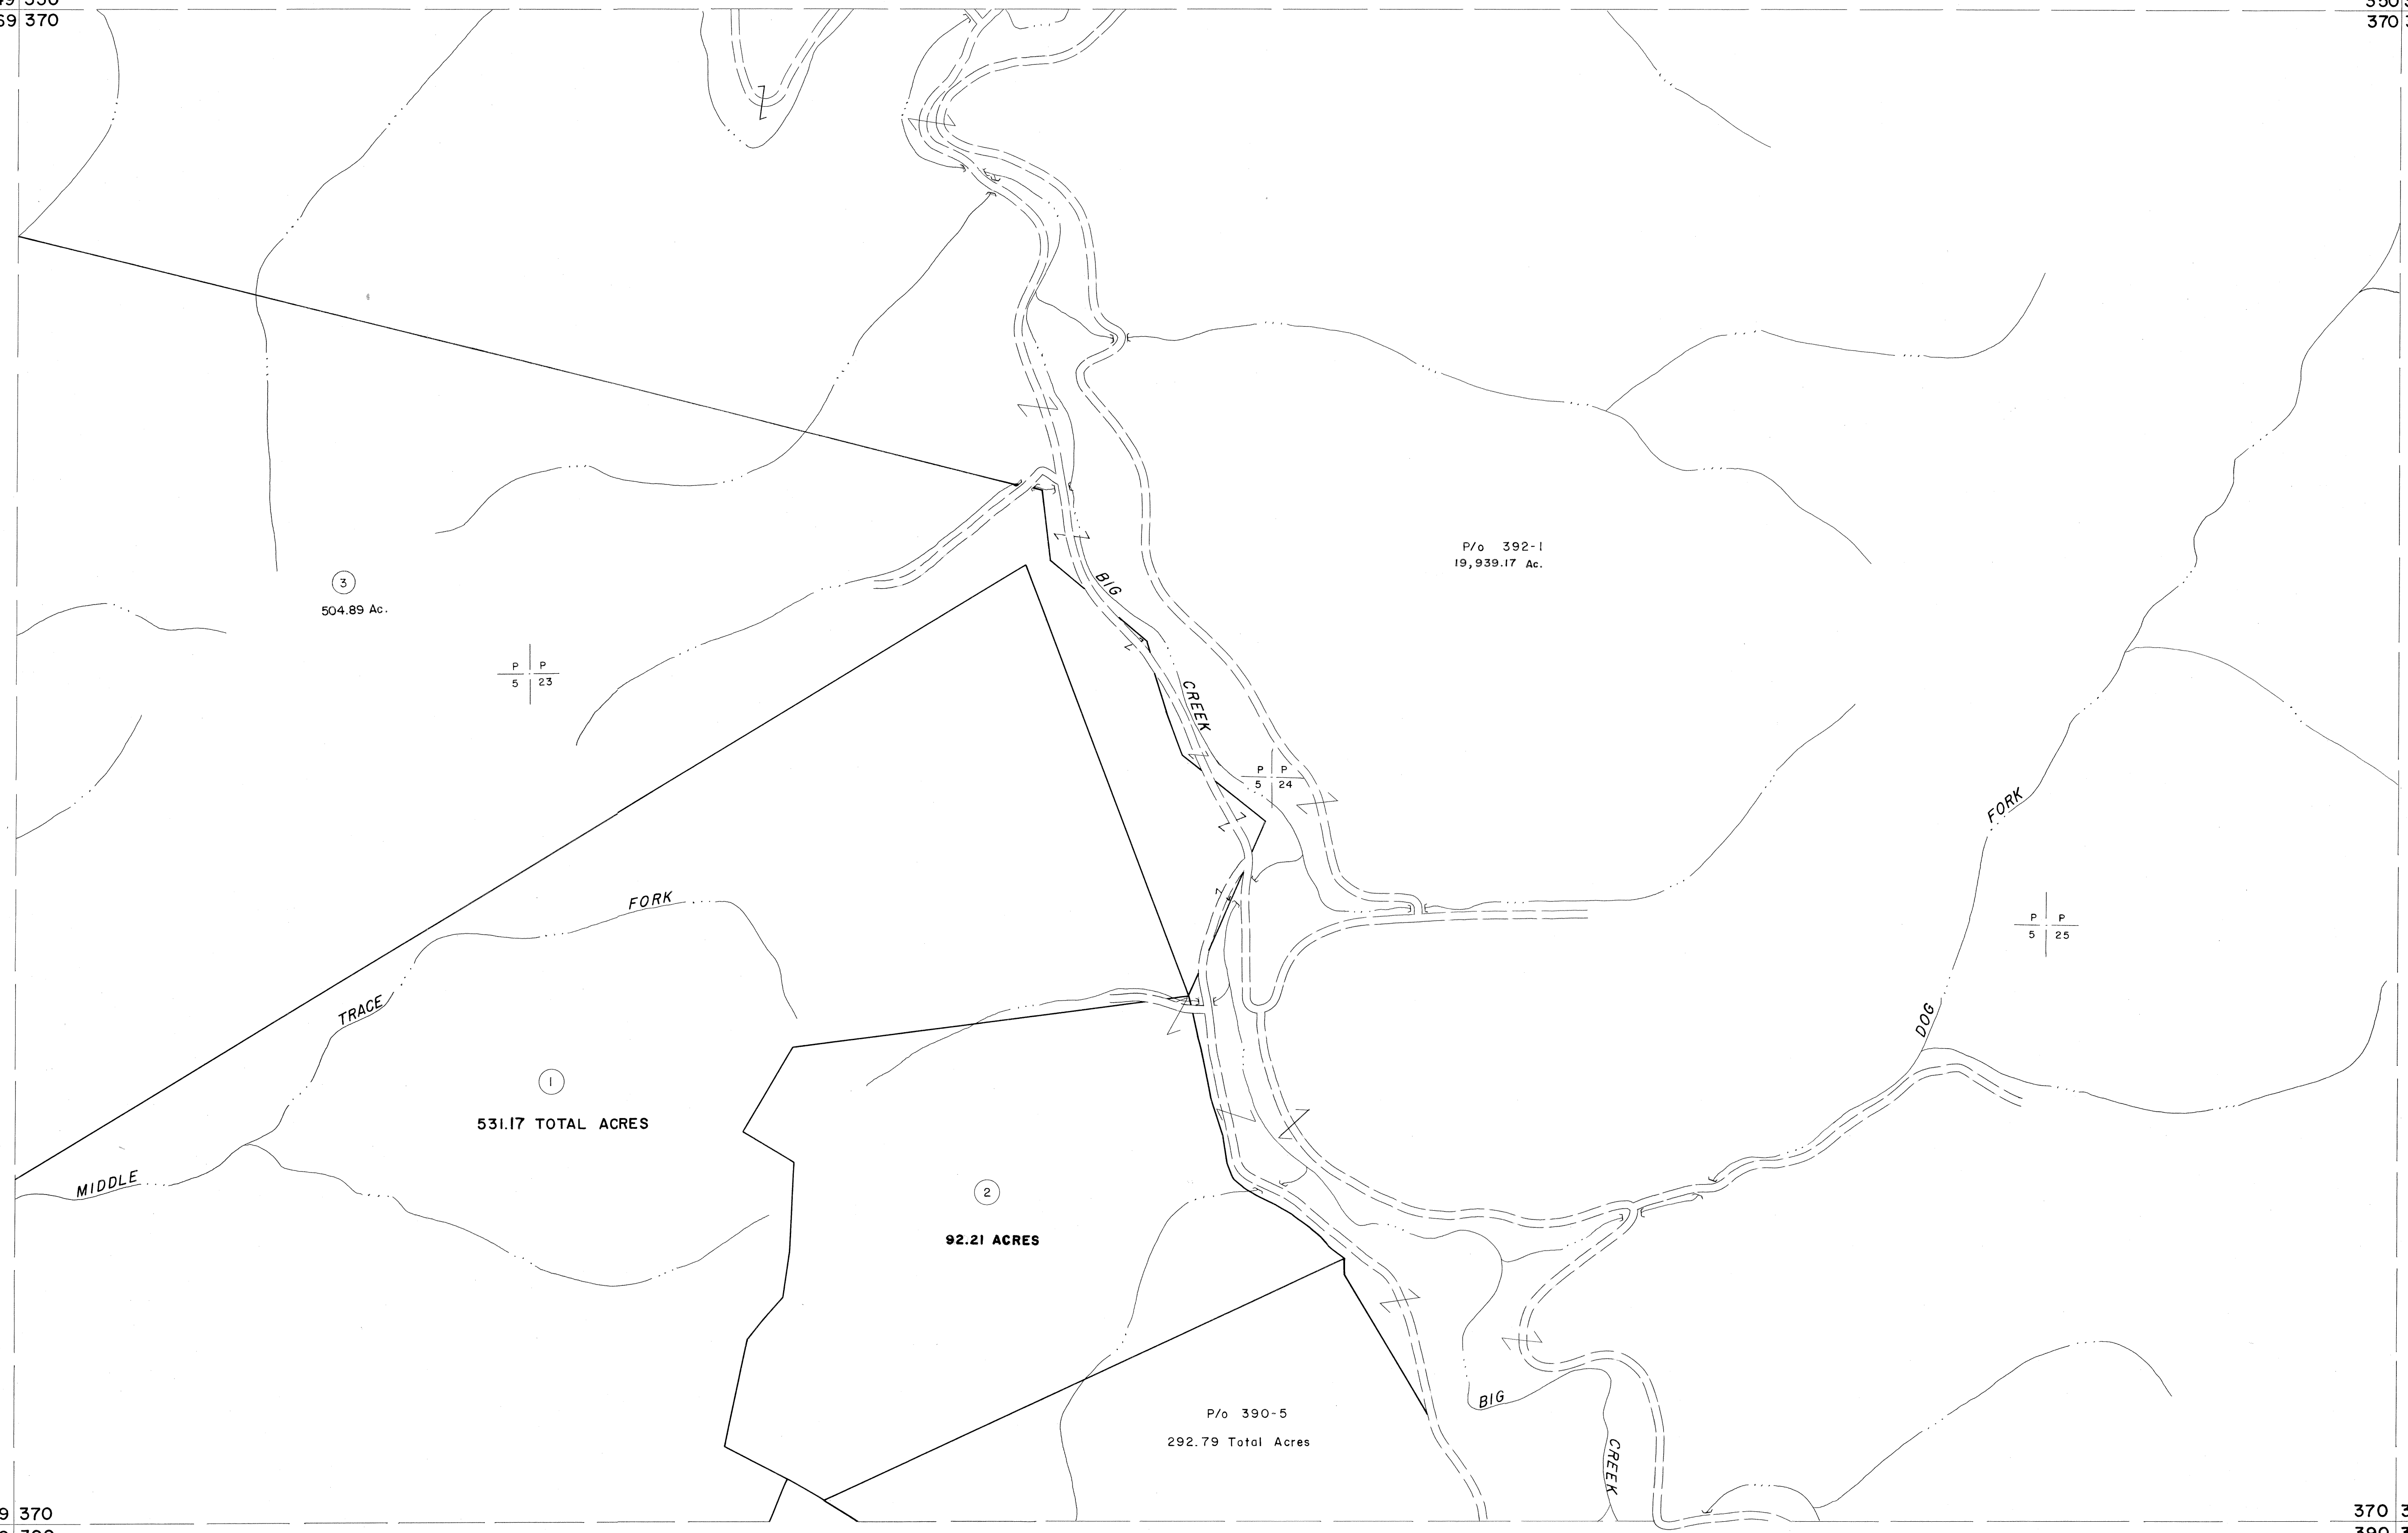 370
370
P/o 392-1
19,939.17 Ac.
BIG
3
504.89 Ac.
P P
5 23
CREEK
P P
5 24
FORK
FORK
P P
5 25
TRACE
DOG
1
531.17 TOTAL ACRES
MIDDLE
2
92.21 ACRES
BIG
P/o 390-5
292.79 Total Acres
CREEK
370
370